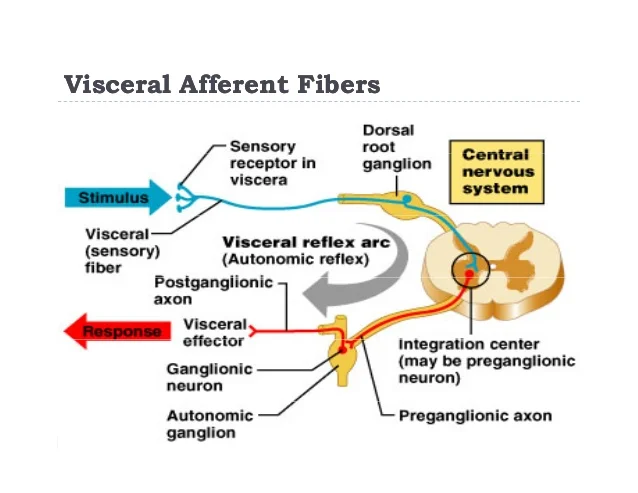 Visceral Afferent Fibers
Dorsal
root
ganglion
Sensory
receptor in
viscera
Central
nervous
system
Stimulus
Visceral
(sensory)
fiber
Visceral reflex arc
(Autonomic reflex)
Postganglionic
axon
Response
Visceral
effector
Integration center
(may be preganglionic
neuron)
Ganglionic
neuron
Autonomic
ganglion
Preganglionic axon